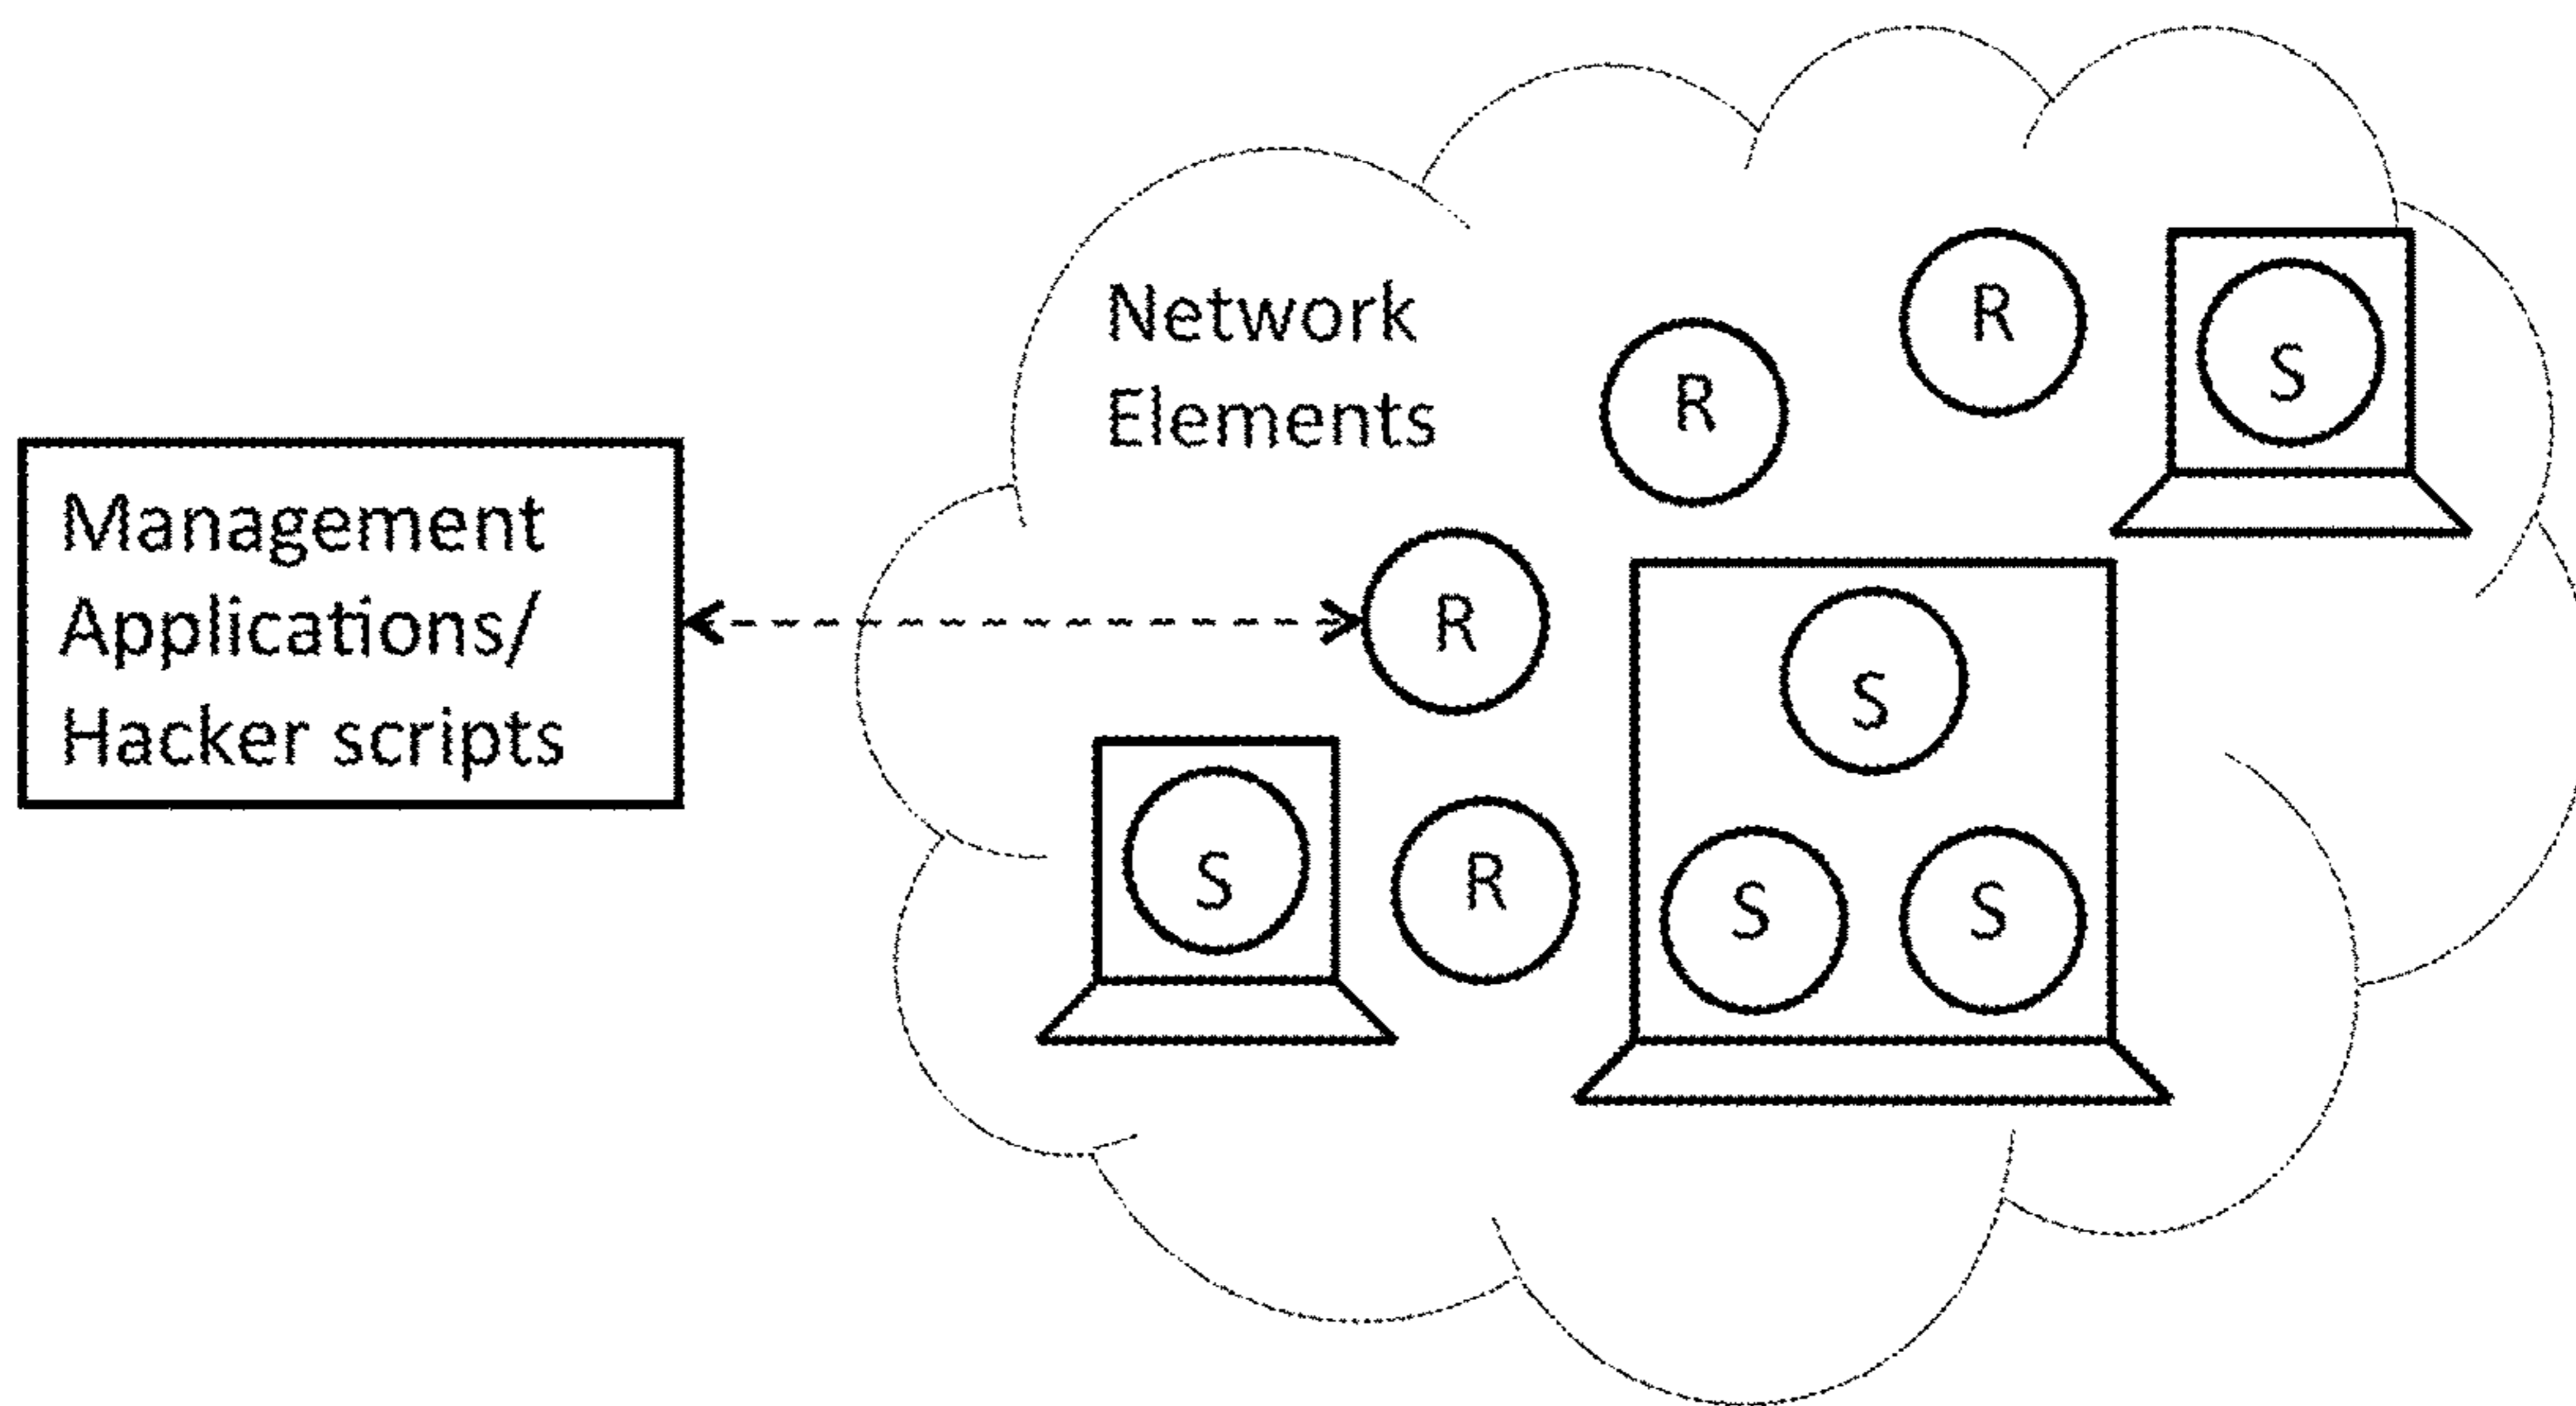 Network
Elements
R
R
S
Management
Applications/
Hacker scripts
R
S
S
R
S
S